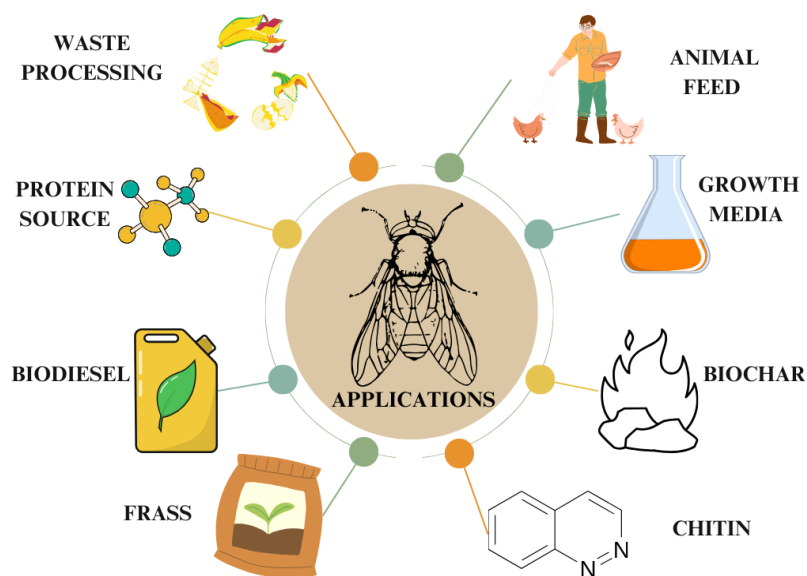 WASTE
PROCESSING
ANIMAL
FEED
PROTEIN
SOURCE
GROWTH
MEDIA
BIODIESEL
APPLICATIONS
BIOCHAR
FRASS
CHITIN
N
N